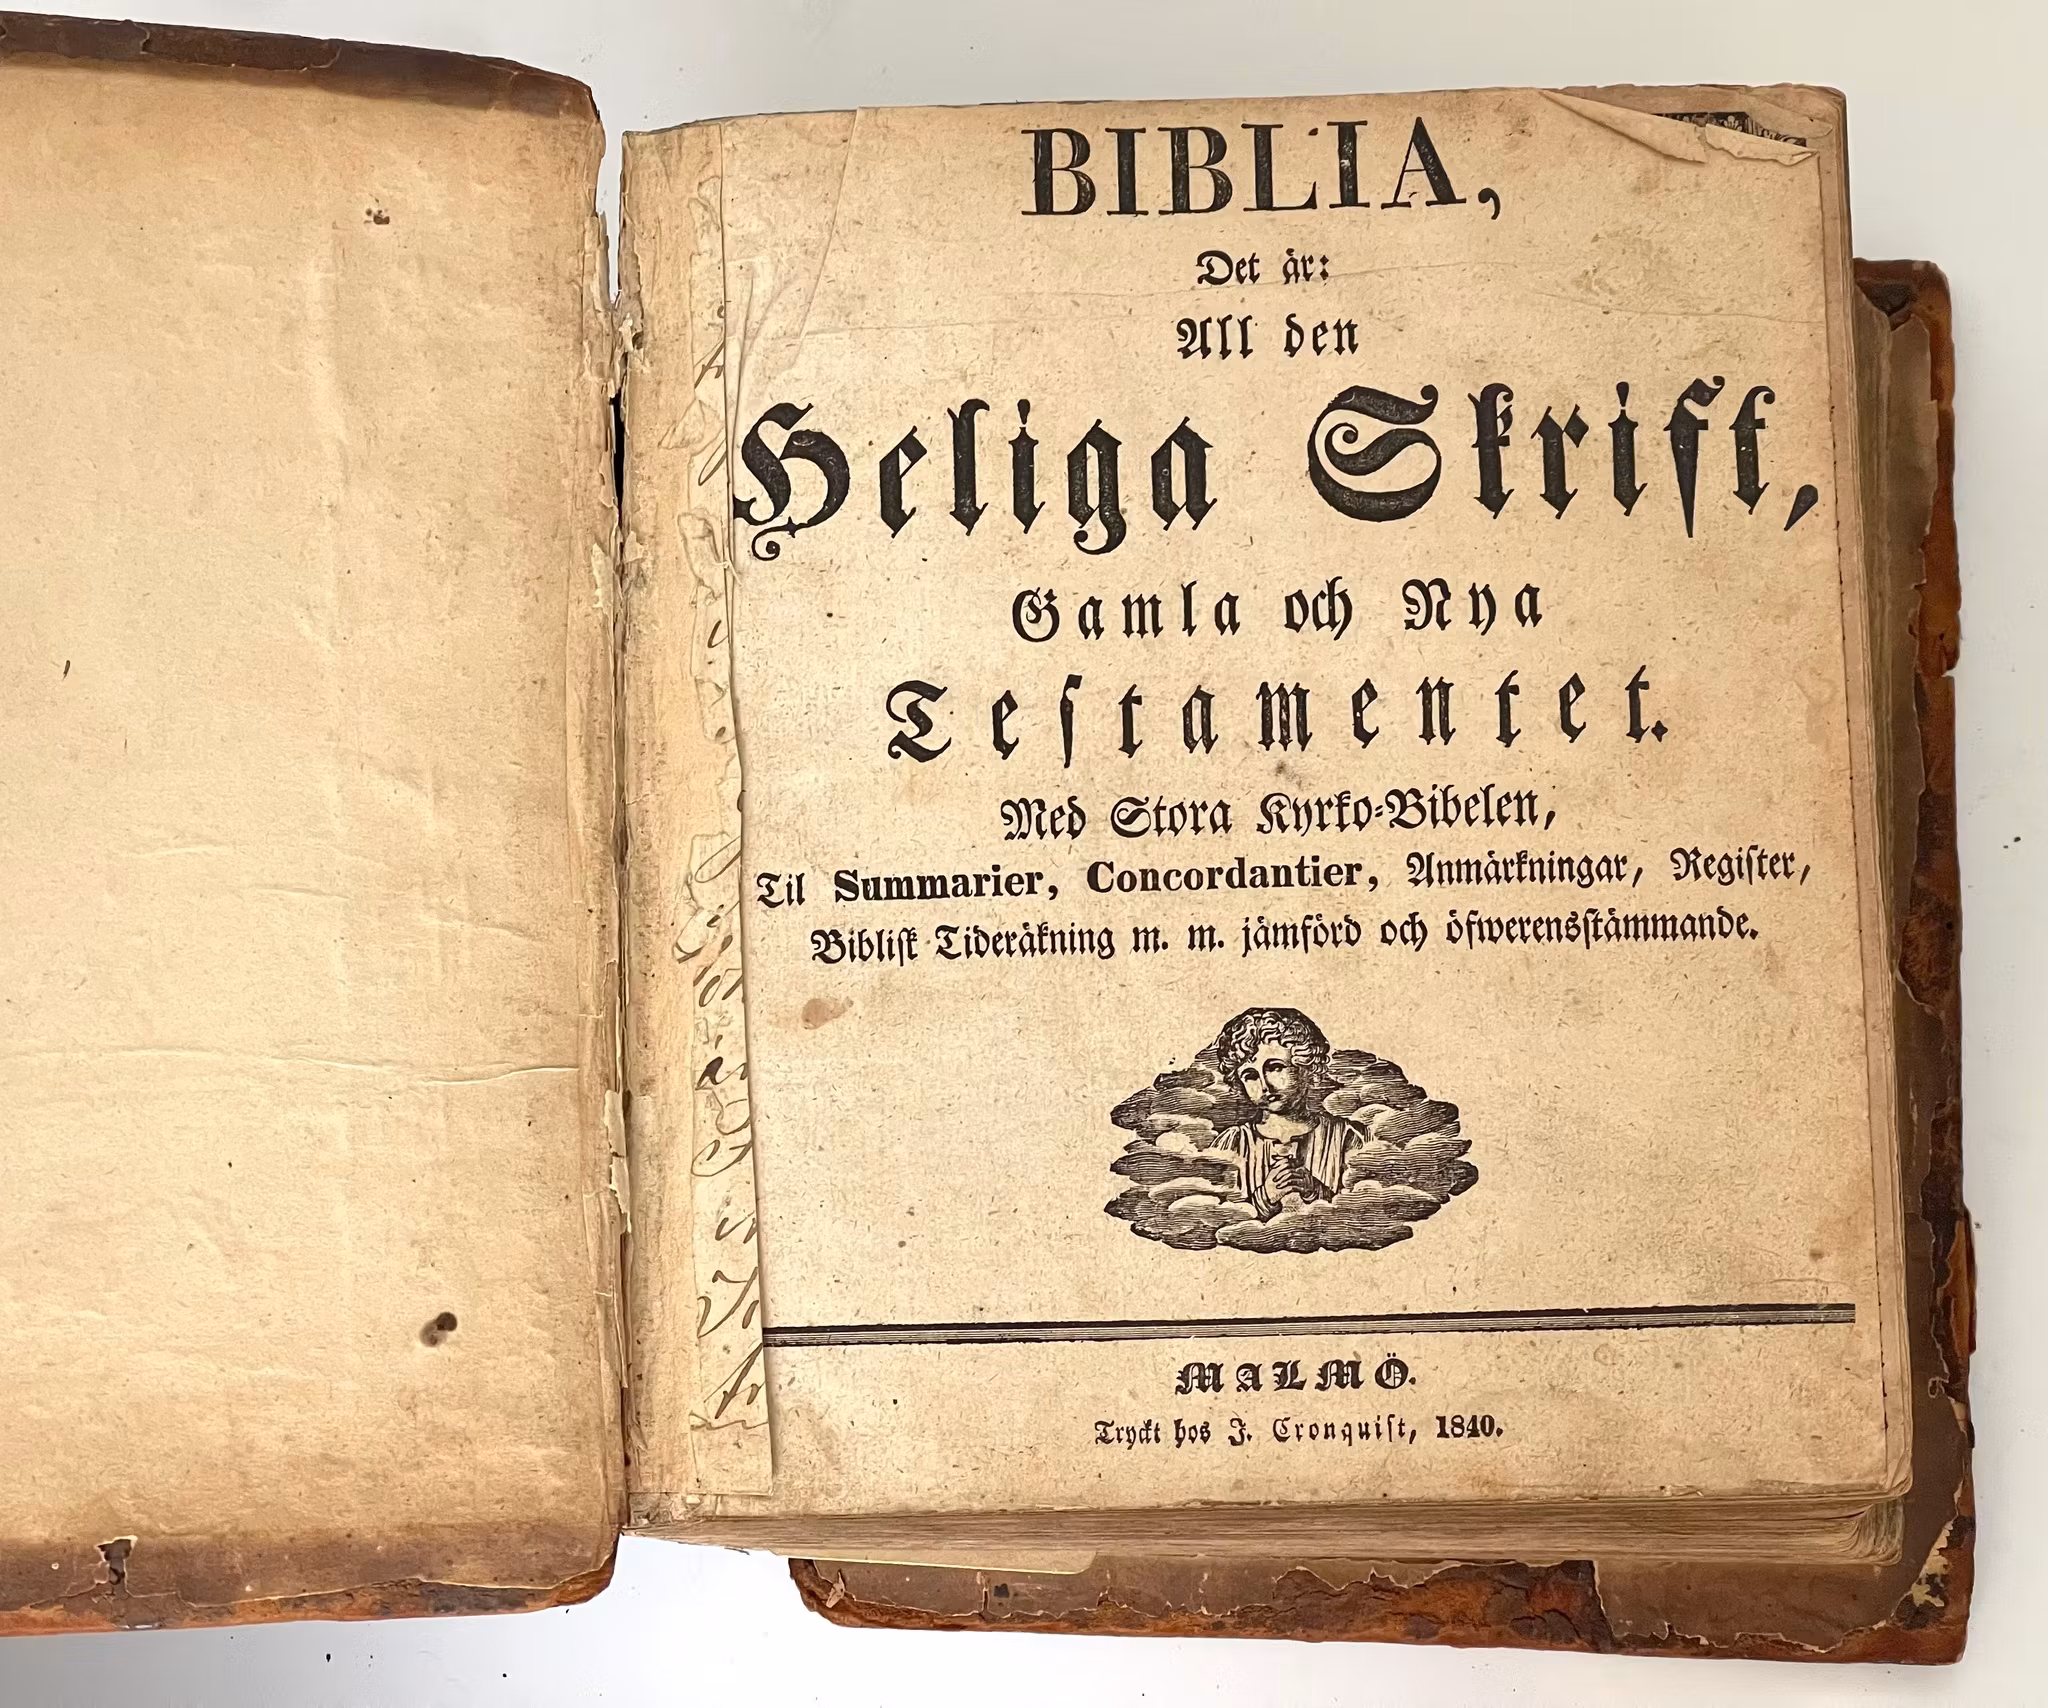 BIBLIA,
Det är:
All den
Heliga Skrift,
Gamla och Nya
Testamentet.
Med Stora Kyrko-Bibelen,
Til Summarier, Concordantier, Anmärkningar, Register,
Biblisk Tideräkning m. m. jämförd och öfwerensstämmande.
MALMÖ.
Tryckt hos J. Cronquist, 1840.